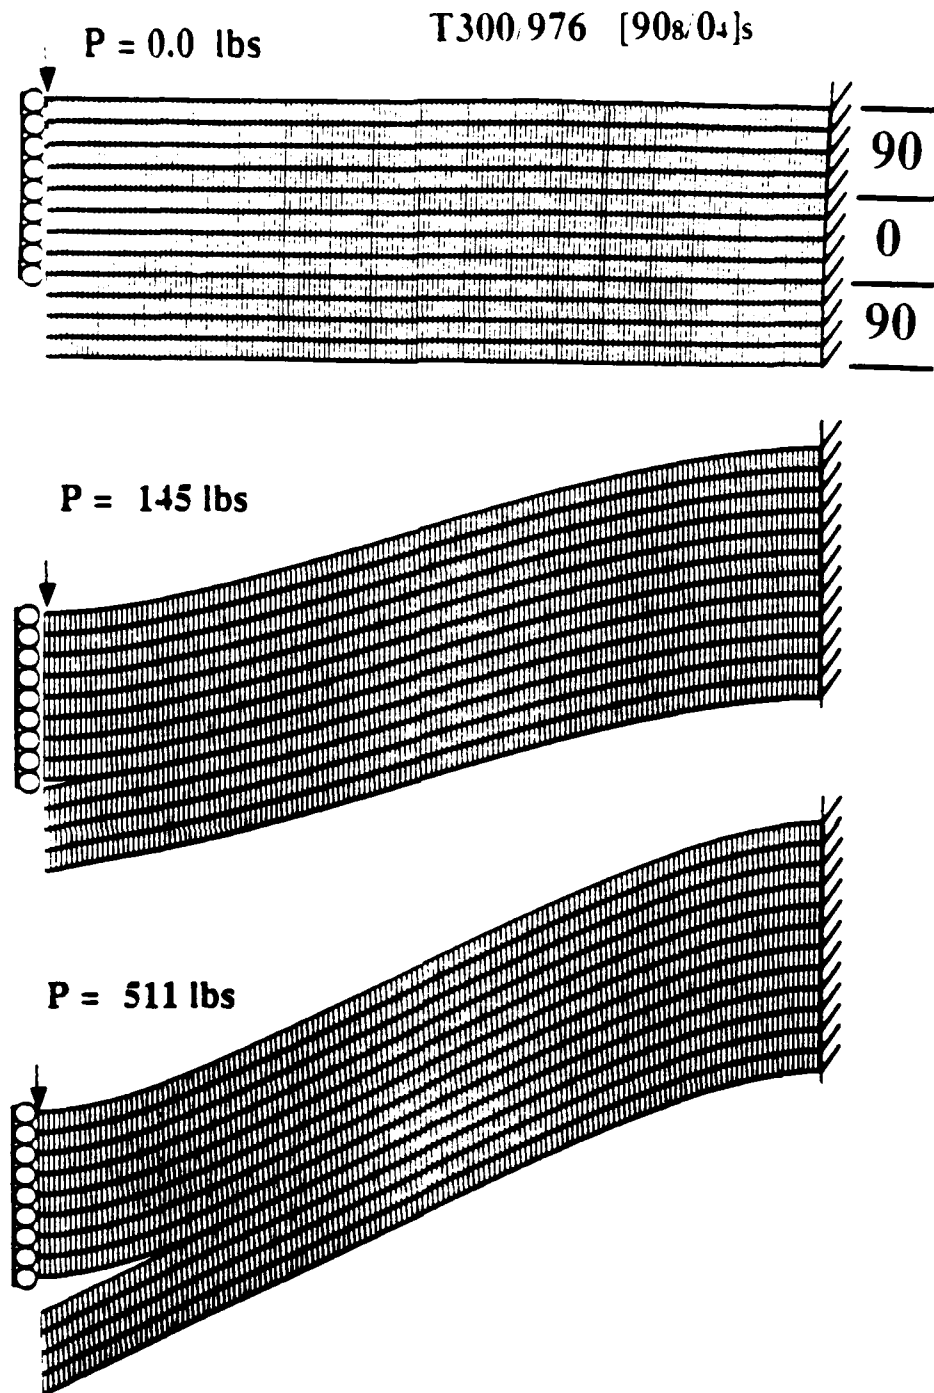 T300/976 [90₈/0₄]s
P = 0.0 lbs
90
0
90
P = 145 lbs
P = 511 lbs